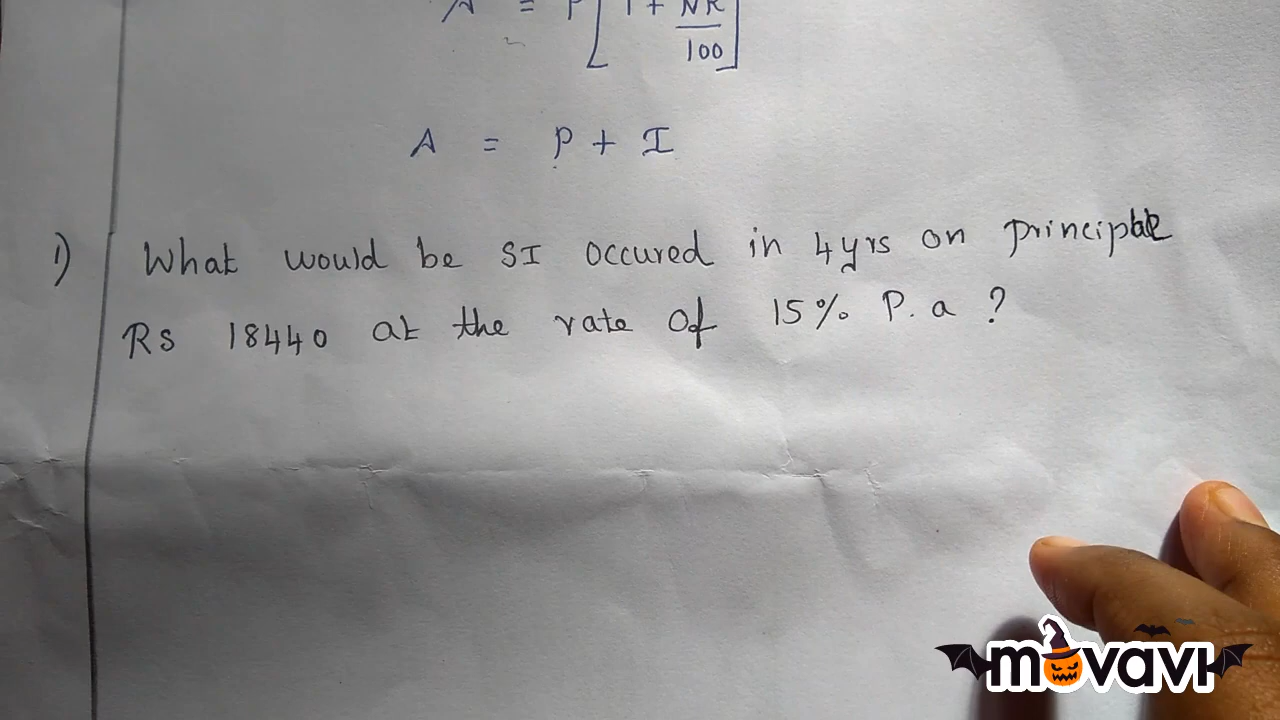 A = P [ 1 + NR
100 ]
A = P + I
1) What would be SI occured in 4yrs on principle
Rs 18440 at the rate of 15% P.a ?
movavi